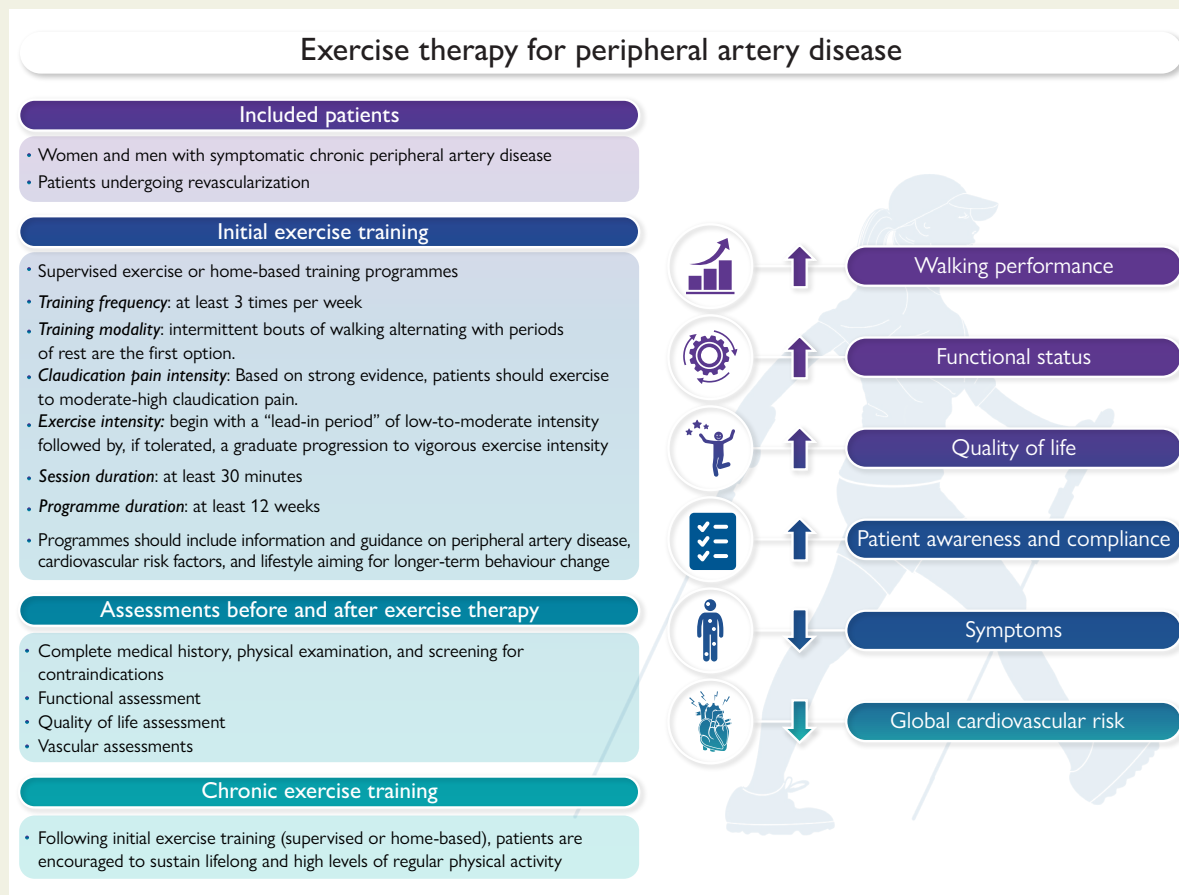 Exercise therapy for peripheral artery disease
Included patients
• Women and men with symptomatic chronic peripheral artery disease
• Patients undergoing revascularization
Initial exercise training
• Supervised exercise or home-based training programmes
• Training frequency: at least 3 times per week
• Training modality: intermittent bouts of walking alternating with periods
of rest are the first option.
• Claudication pain intensity: Based on strong evidence, patients should exercise
to moderate-high claudication pain.
• Exercise intensity: begin with a “lead-in period” of low-to-moderate intensity
followed by, if tolerated, a graduate progression to vigorous exercise intensity
• Session duration: at least 30 minutes
• Programme duration: at least 12 weeks
• Programmes should include information and guidance on peripheral artery disease,
cardiovascular risk factors, and lifestyle aiming for longer-term behaviour change
Assessments before and after exercise therapy
• Complete medical history, physical examination, and screening for
contraindications
• Functional assessment
• Quality of life assessment
• Vascular assessments
Chronic exercise training
• Following initial exercise training (supervised or home-based), patients are
encouraged to sustain lifelong and high levels of regular physical activity
Walking performance
Functional status
Quality of life
Patient awareness and compliance
Symptoms
Global cardiovascular risk